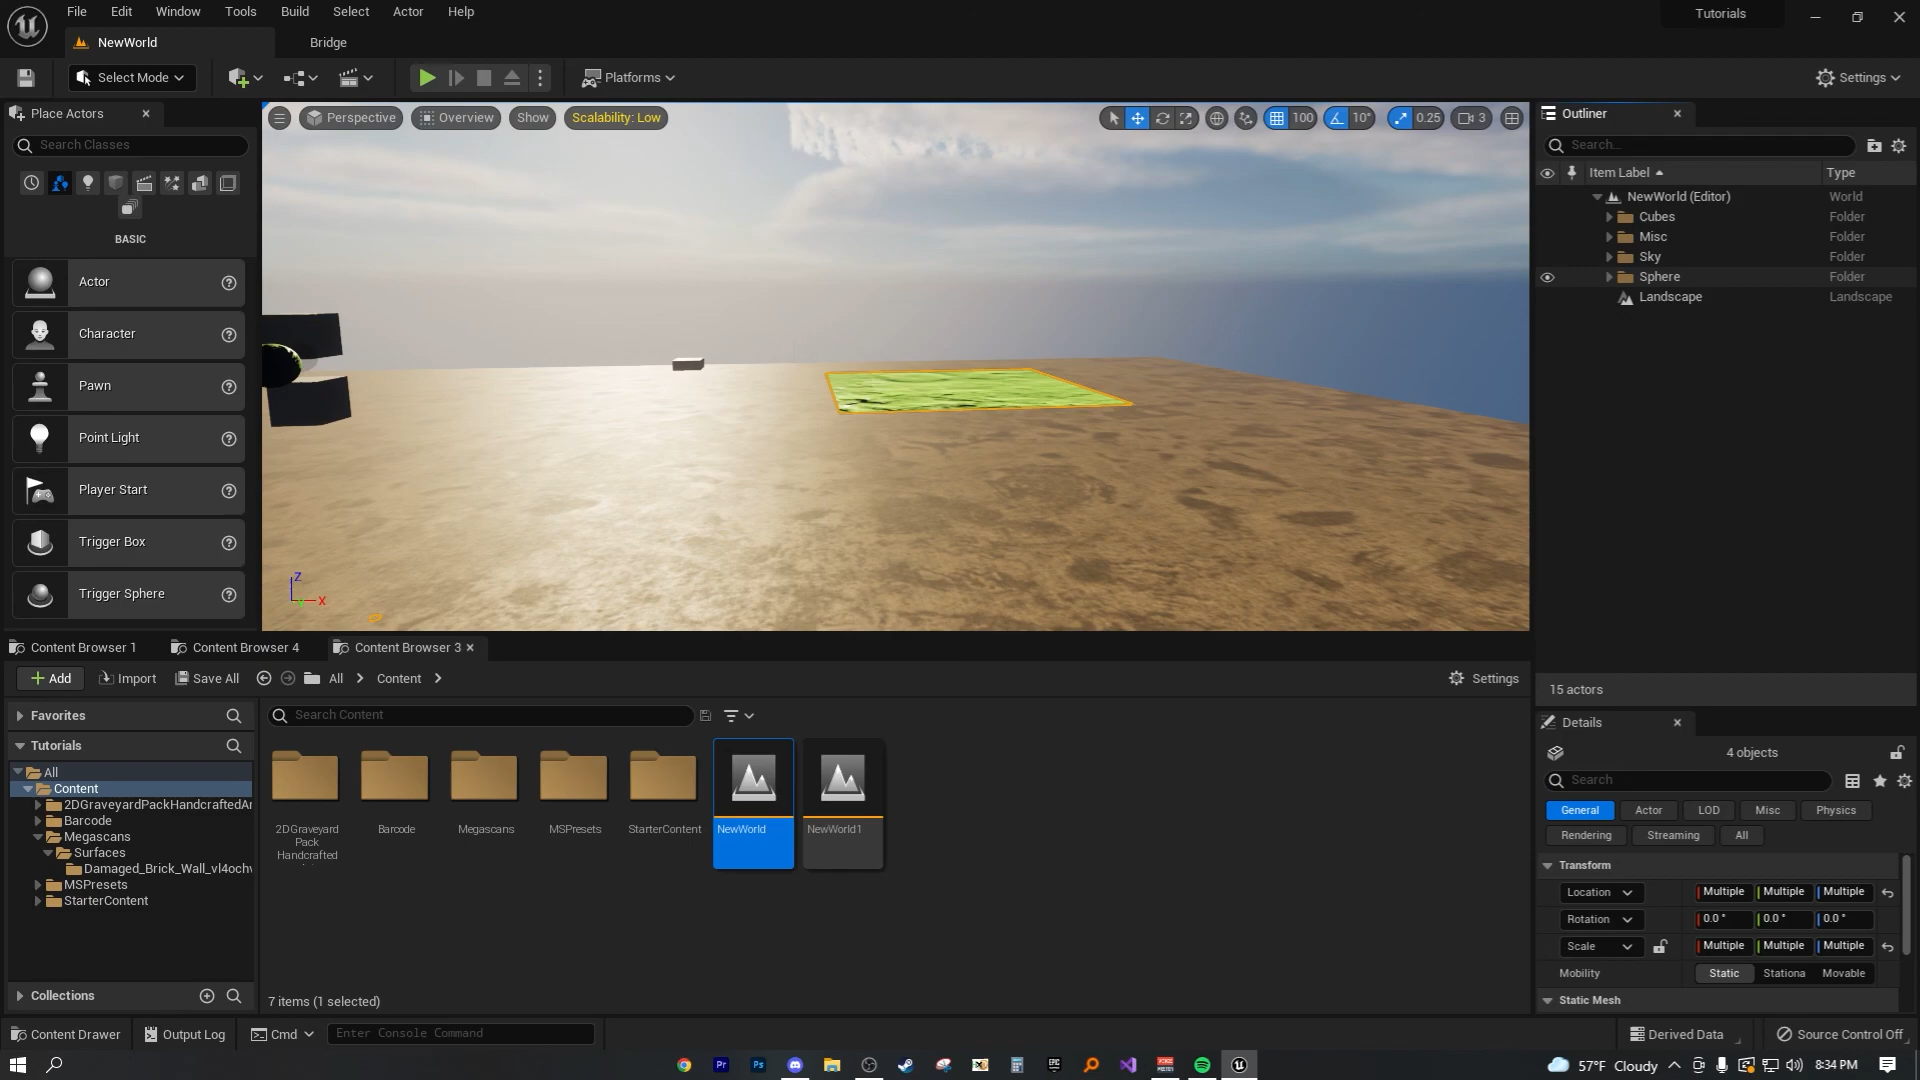 File Edit Window Tools Build Select Actor Help
Tutorials
NewWorld
Bridge
Select Mode
Platforms
Settings
Place Actors
Search Classes
BASIC
Actor
Character
Pawn
Point Light
Player Start
Trigger Box
Trigger Sphere
Perspective Overview Show Scalability: Low
100 10° 0.25 3
Z
Y
X
Outliner
Search...
Item Label Type
NewWorld (Editor) World
Cubes Folder
Misc Folder
Sky Folder
Sphere Folder
Landscape Landscape
15 actors
Content Browser 1 Content Browser 4 Content Browser 3
Add Import Save All All Content
Settings
Favorites
Tutorials
All
Content
2DGraveyardPackHandcraftedAr
Barcode
Megascans
Surfaces
Damaged_Brick_Wall_vl4ochv
MSPresets
StarterContent
Collections
Search Content
2DGraveyard
Pack
Handcrafted
Barcode
Megascans
MSPresets
StarterContent
NewWorld
NewWorld1
7 items (1 selected)
Details
4 objects
Search
General Actor LOD Misc Physics
Rendering Streaming All
Transform
Location Multiple Multiple Multiple
Rotation 0.0 ° 0.0 ° 0.0 °
Scale Multiple Multiple Multiple
Mobility Static Stationa Movable
Static Mesh
Content Drawer Output Log Cmd Enter Console Command
Derived Data Source Control Off
Pr Ps EPIC
57°F Cloudy 8:34 PM